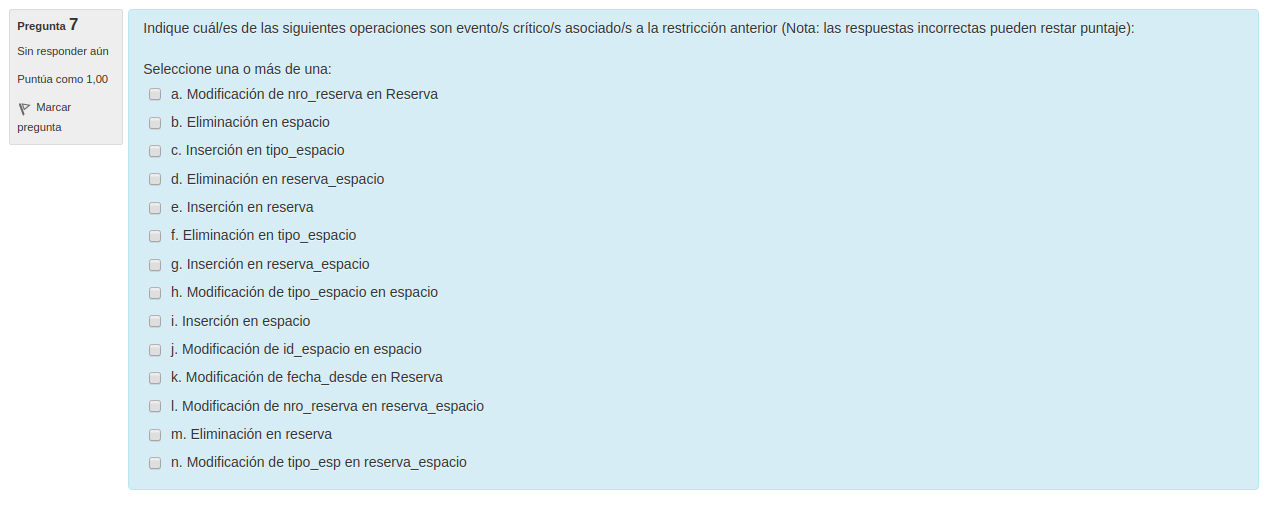 Pregunta 7
Sin responder aún
Puntúa como 1,00
Marcar
pregunta
Indique cuál/es de las siguientes operaciones son evento/s crítico/s asociado/s a la restricción anterior (Nota: las respuestas incorrectas pueden restar puntaje):
Seleccione una o más de una:
a. Modificación de nro_reserva en Reserva
b. Eliminación en espacio
c. Inserción en tipo_espacio
d. Eliminación en reserva_espacio
e. Inserción en reserva
f. Eliminación en tipo_espacio
g. Inserción en reserva_espacio
h. Modificación de tipo_espacio en espacio
i. Inserción en espacio
j. Modificación de id_espacio en espacio
k. Modificación de fecha_desde en Reserva
l. Modificación de nro_reserva en reserva_espacio
m. Eliminación en reserva
n. Modificación de tipo_esp en reserva_espacio